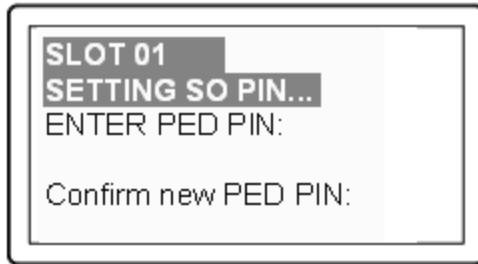 SLOT 01
SETTING SO PIN...
ENTER PED PIN:
Confirm new PED PIN: